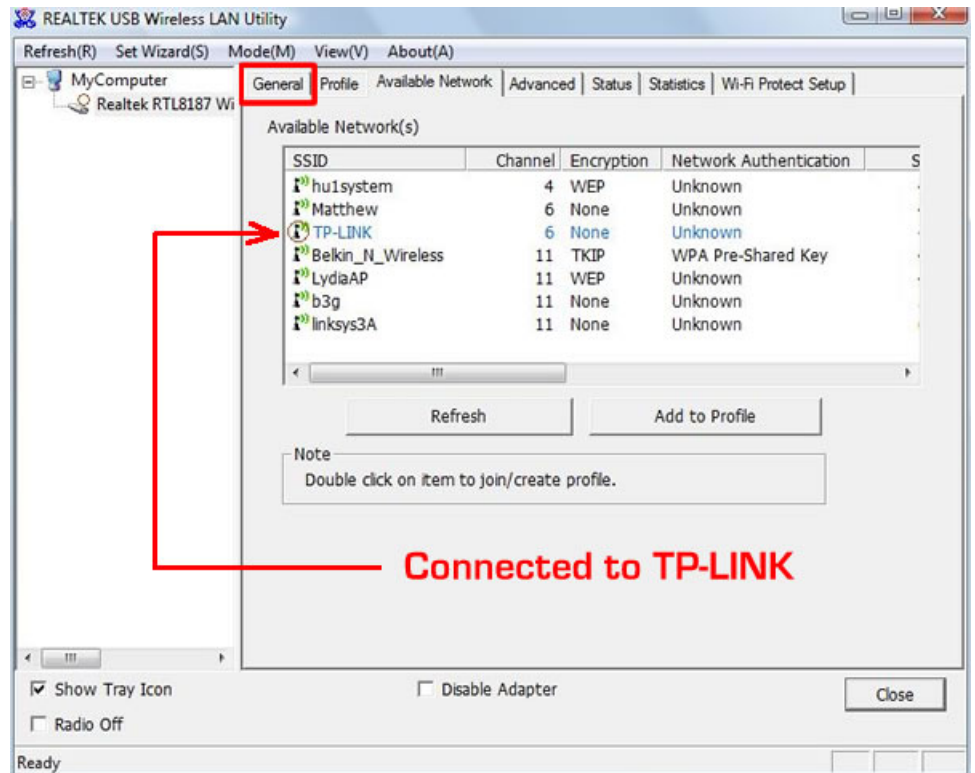 REALTEK USB Wireless LAN Utility
Refresh(R) Set Wizard(S) Mode(M) View(V) About(A)
MyComputer
Realtek RTL8187 Wi
General Profile Available Network Advanced Status Statistics Wi-Fi Protect Setup
Available Network(s)
SSID Channel Encryption Network Authentication S
hu1system 4 WEP Unknown
Matthew 6 None Unknown
TP-LINK 6 None Unknown
Belkin_N_Wireless 11 TKIP WPA Pre-Shared Key
LydiaAP 11 WEP Unknown
b3g 11 None Unknown
linksys3A 11 None Unknown
Refresh Add to Profile
Note
Double click on item to join/create profile.
Connected to TP-LINK
Show Tray Icon Disable Adapter Close
Radio Off
Ready